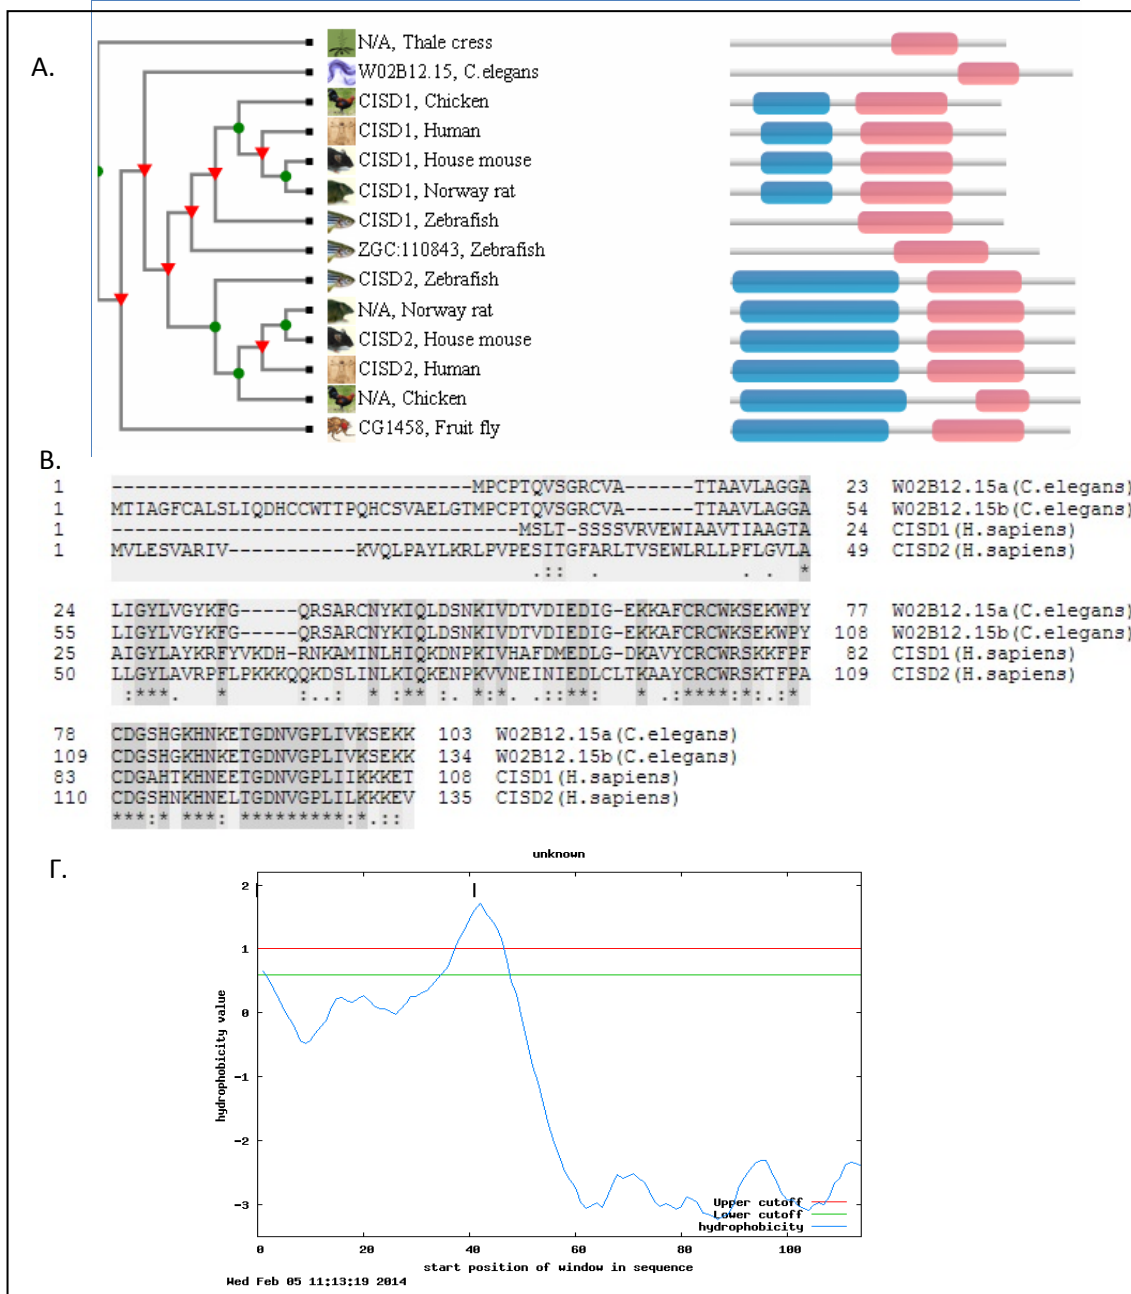 A.
N/A, Thale cress
W02B12.15, C.elegans
CISD1, Chicken
CISD1, Human
CISD1, House mouse
CISD1, Norway rat
CISD1, Zebrafish
ZGC:110843, Zebrafish
CISD2, Zebrafish
N/A, Norway rat
CISD2, House mouse
CISD2, Human
N/A, Chicken
CG1458, Fruit fly
B.
1 -------------------------------MPCPTQVSGRCVA------TTAAVLAGGA 23 W02B12.15a(C.elegans)
1 MTIAGFCALSLIQDHCCWTTPQHCSVAELGTMPCPTQVSGRCVA------TTAAVLAGGA 54 W02B12.15b(C.elegans)
1 -----------------------------------MSLT-SSSSVRVEWIAAVTIAAGTA 24 CISD1(H.sapiens)
1 MVLESVARIV-----------KVQLPAYLKRLPVPESITGFARLTVSEWLRLLPFLGVLA 49 CISD2(H.sapiens)
.:: . . . *
24 LIGYLVGYKFG-----QRSARCNYKIQLDSNKIVDTVDIEDIG-EKKAFCRCWKSEKWPY 77 W02B12.15a(C.elegans)
55 LIGYLVGYKFG-----QRSARCNYKIQLDSNKIVDTVDIEDIG-EKKAFCRCWKSEKWPY 108 W02B12.15b(C.elegans)
25 AIGYLAYKRFYVKDH-RNKAMINLHIQKDNPKIVHAFDMEDLG-DKAVYCRCWRSKKFPF 82 CISD1(H.sapiens)
50 LLGYLAVRPFLPKKKQQKDSLINLKIQKENPKVVNEINIEDLCLTKAAYCRCWRSKTFPA 109 CISD2(H.sapiens)
:***. * :..: * :** :. *:*. .:.**: * .:****:*:.:*
78 CDGSHGKHNKETGDNVGPLIVKSEKK 103 W02B12.15a(C.elegans)
109 CDGSHGKHNKETGDNVGPLIVKSEKK 134 W02B12.15b(C.elegans)
83 CDGAHTKHNEETGDNVGPLIIKKKET 108 CISD1(H.sapiens)
110 CDGSHNKHNELTGDNVGPLILKKKEV 135 CISD2(H.sapiens)
***:* ***: *********:*.::
Γ.
unknown
2
1
0
-1
-2
-3
hydrophobicity value
Upper cutoff
Lower cutoff
hydrophobicity
0 20 40 60 80 100
start position of window in sequence
Wed Feb 05 11:13:19 2014